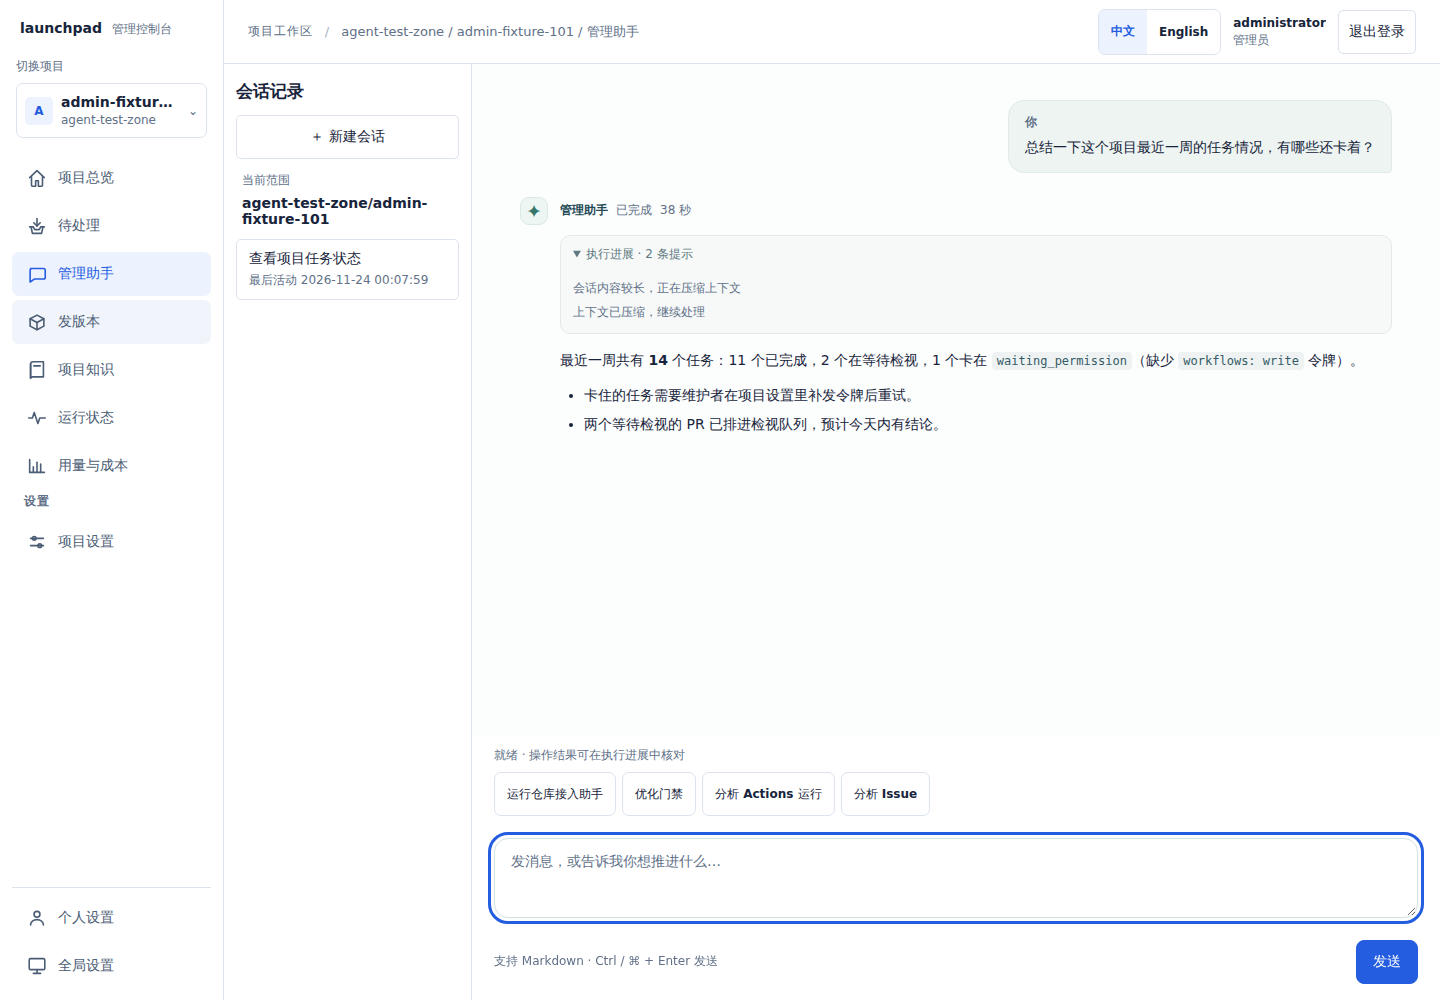 launchpad 管理控制台
切换项目
A
admin-fixtur...
agent-test-zone
项目总览
待处理
管理助手
发版本
项目知识
运行状态
用量与成本
设置
项目设置
个人设置
全局设置
项目工作区 / agent-test-zone / admin-fixture-101 / 管理助手
中文 English
administrator
管理员
退出登录
会话记录
+ 新建会话
当前范围
agent-test-zone/admin-
fixture-101
查看项目任务状态
最后活动 2026-11-24 00:07:59
你
总结一下这个项目最近一周的任务情况，有哪些还卡着？
管理助手 已完成 38 秒
▼ 执行进展 · 2 条提示
会话内容较长，正在压缩上下文
上下文已压缩，继续处理
最近一周共有 14 个任务：11 个已完成，2 个在等待检视，1 个卡在 waiting_permission（缺少 workflows: write 令牌）。
• 卡住的任务需要维护者在项目设置里补发令牌后重试。
• 两个等待检视的 PR 已排进检视队列，预计今天内有结论。
就绪 · 操作结果可在执行进展中核对
运行仓库接入助手 优化门禁 分析 Actions 运行 分析 Issue
发消息，或告诉我你想推进什么...
支持 Markdown · Ctrl / ⌘ + Enter 发送
发送